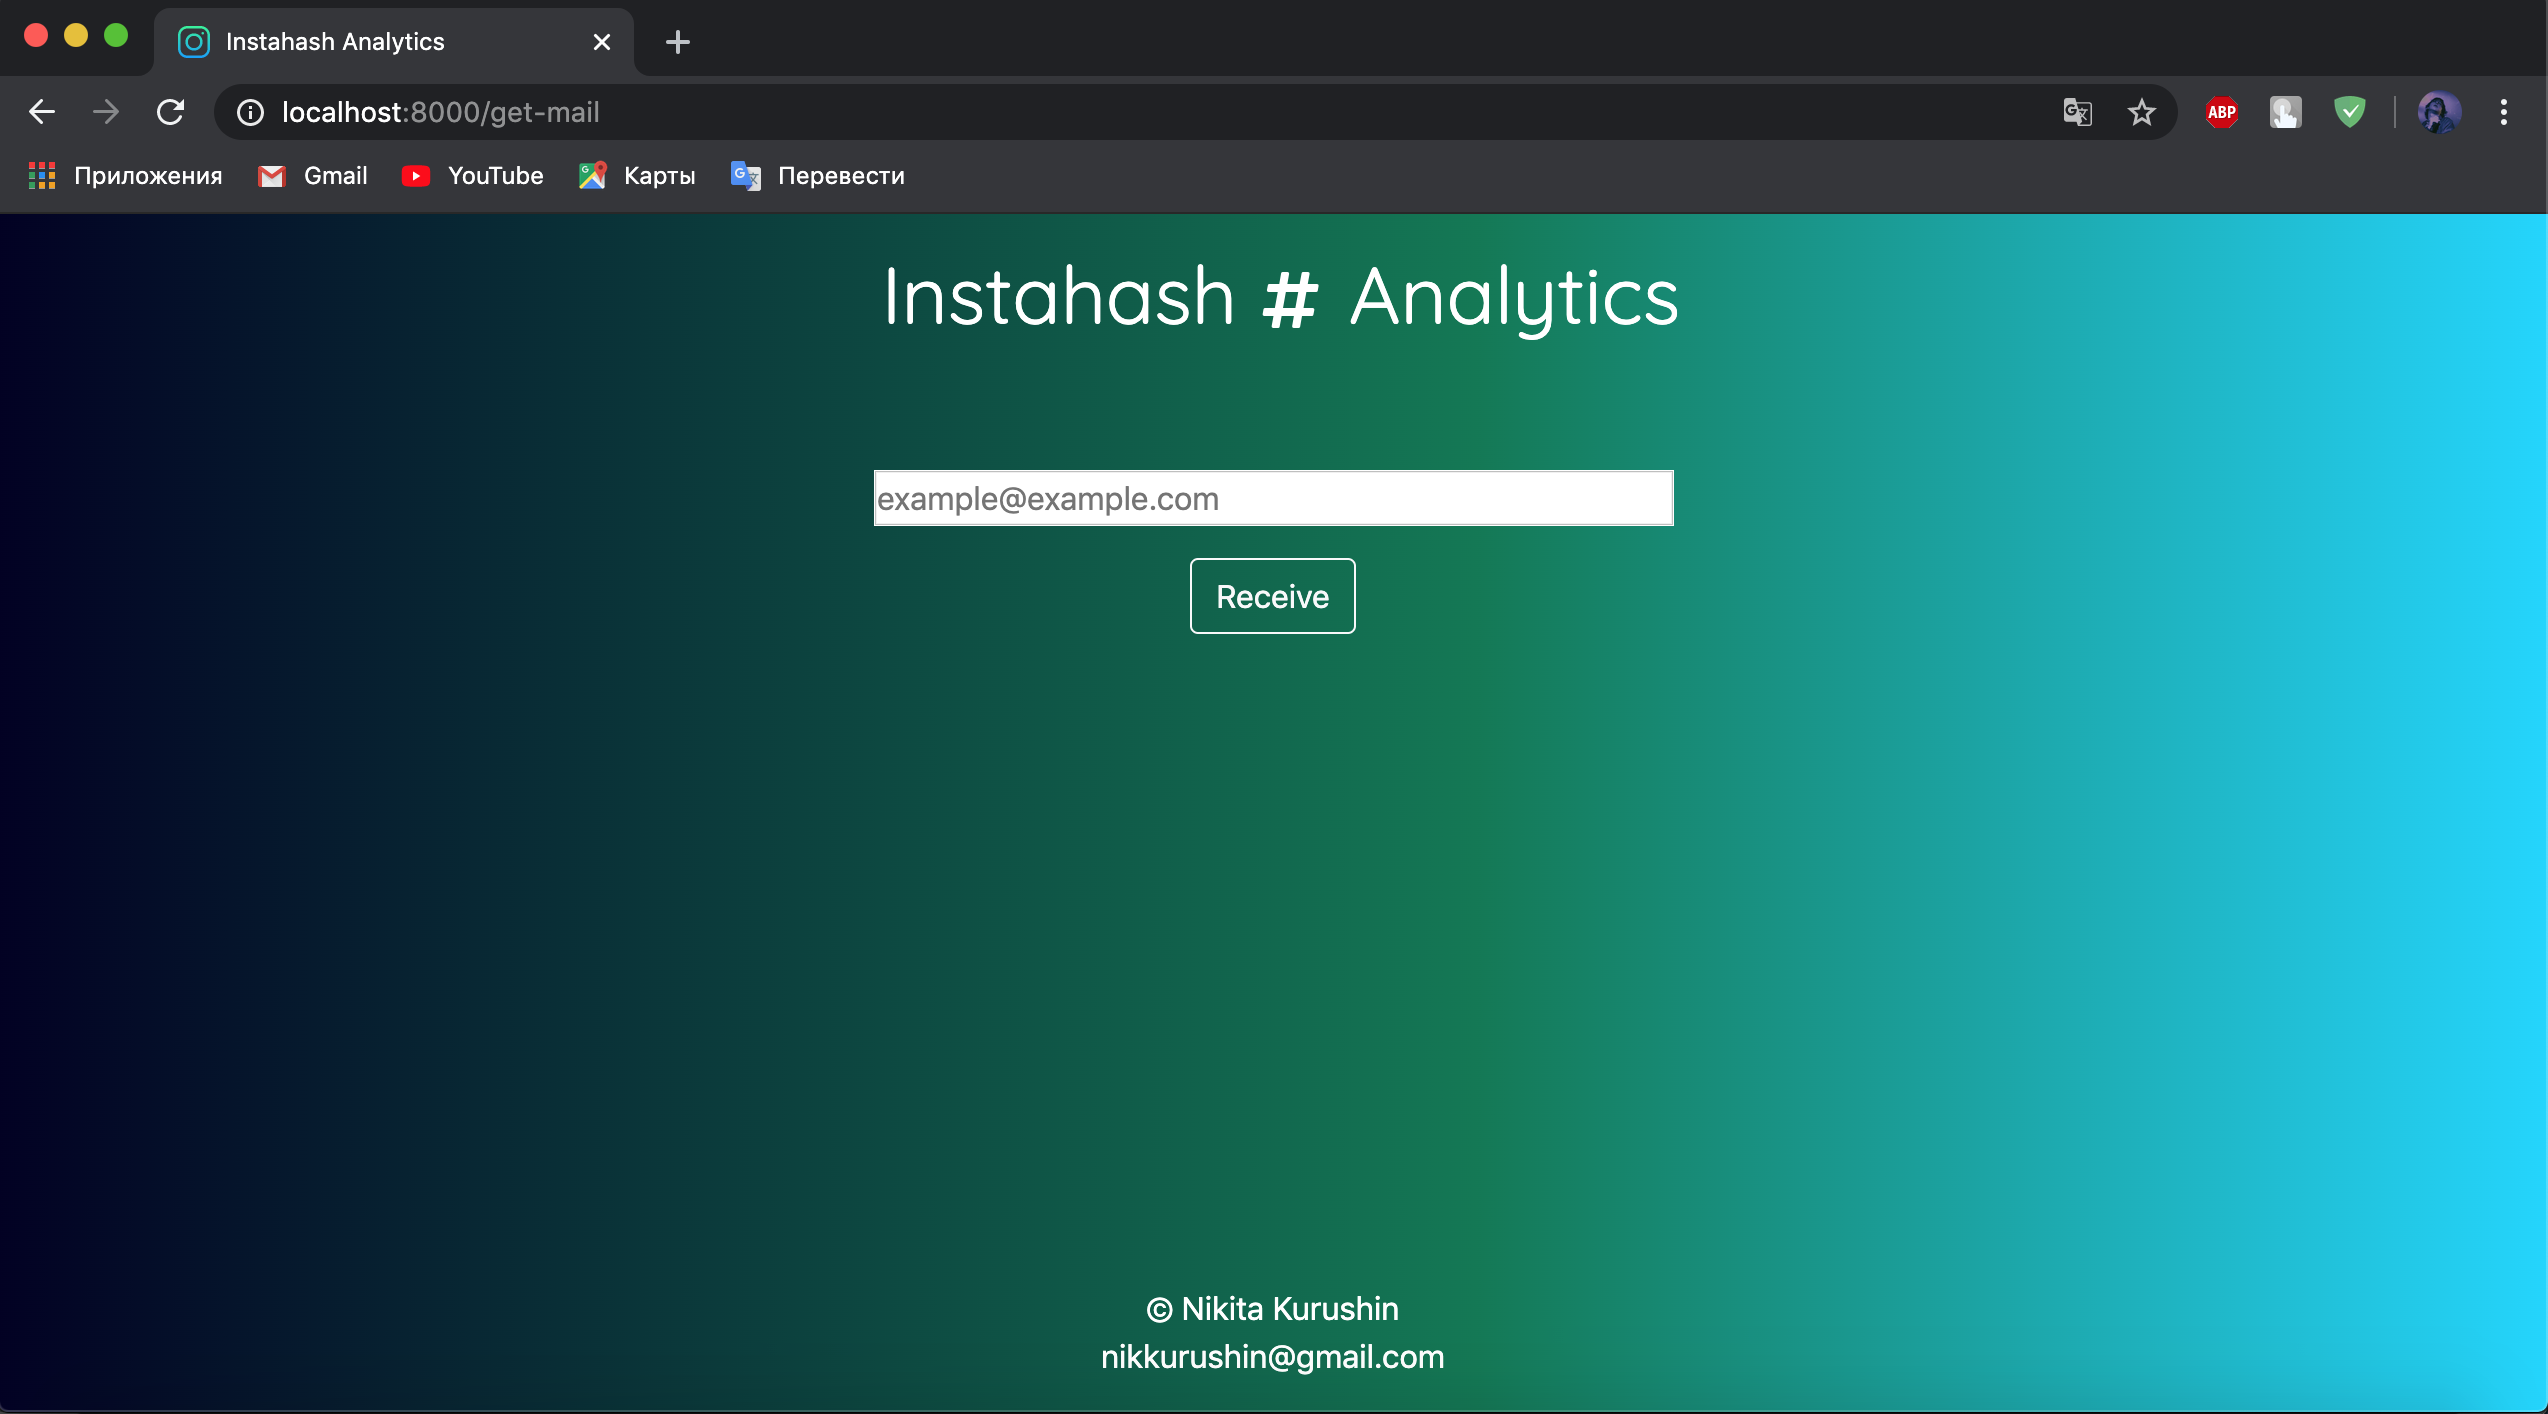 Instahash Analytics
localhost:8000/get-mail
ABP
Приложения Gmail YouTube Карты Перевести
Instahash # Analytics
example@example.com
Receive
© Nikita Kurushin
nikkurushin@gmail.com